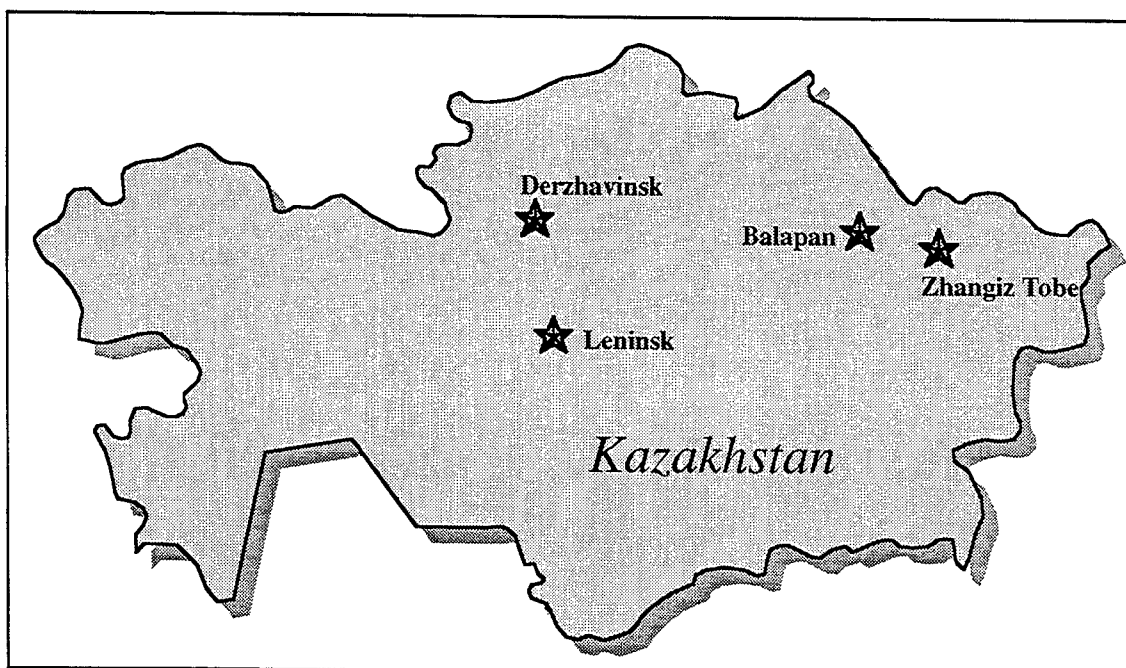 Derzhavinsk
Balapan
Zhangiz Tobe
Leninsk
Kazakhstan